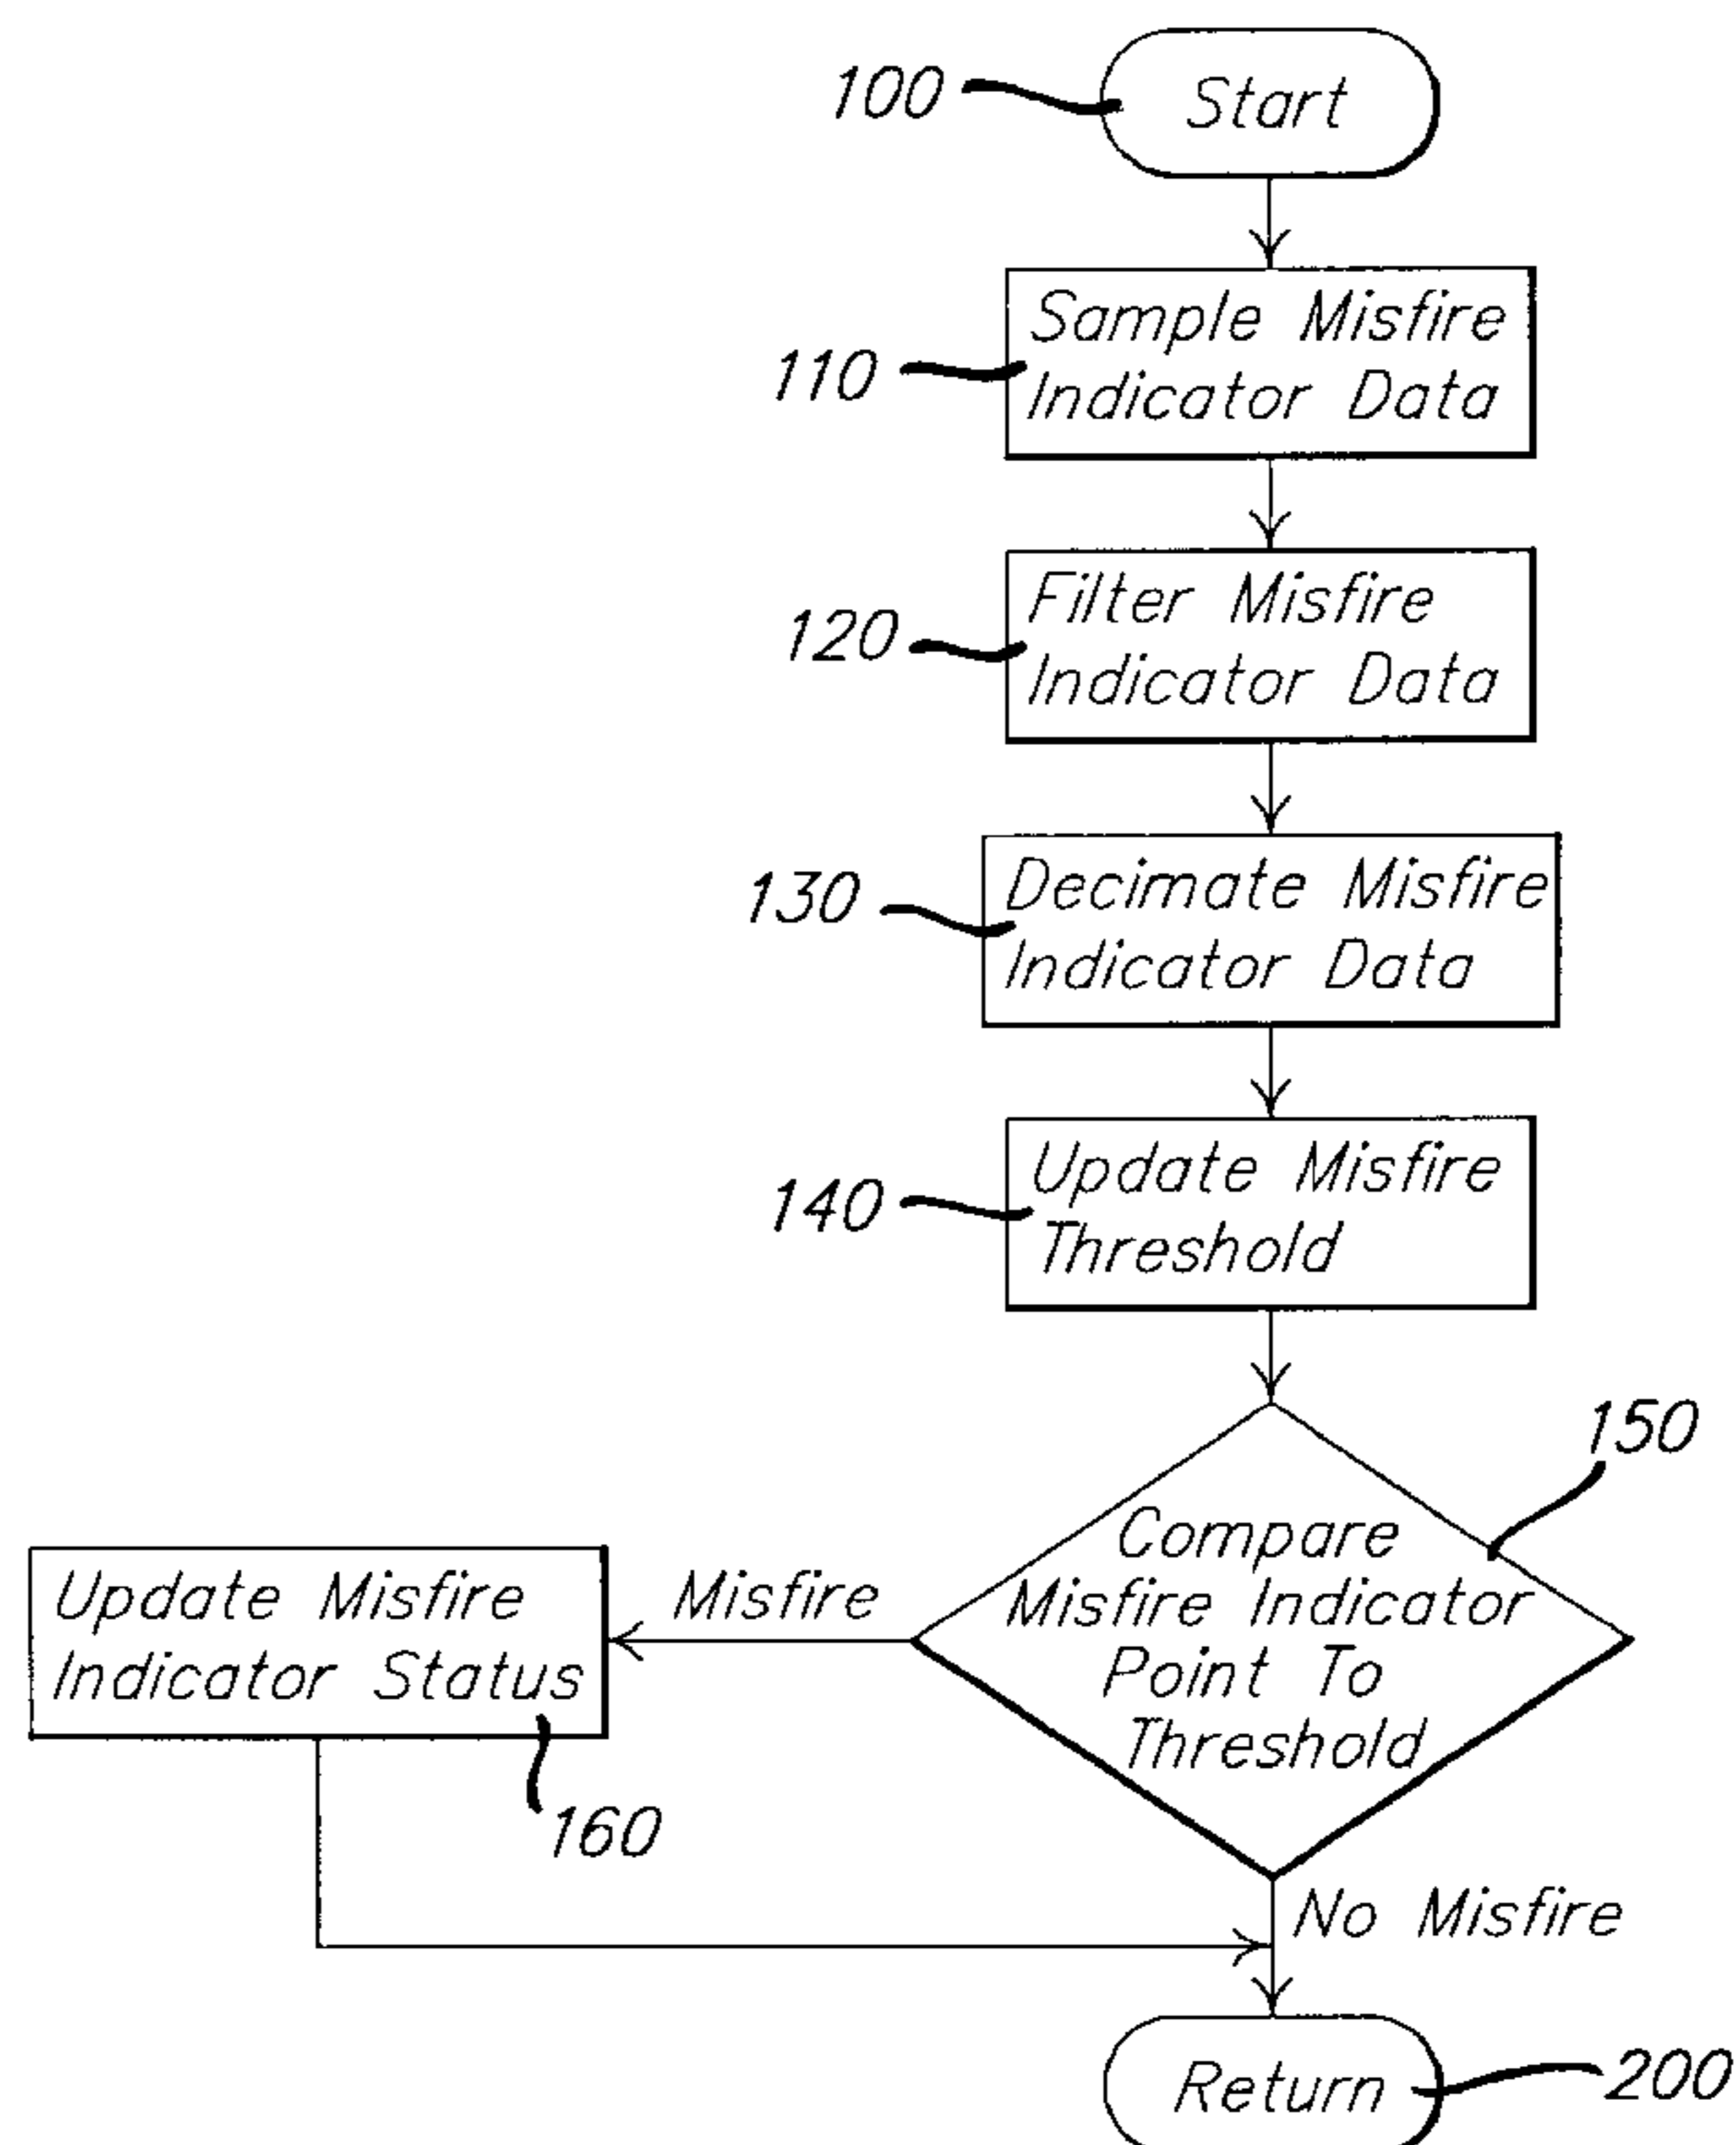 100
Start
110
Sample Misfire
Indicator Data
120
Filter Misfire
Indicator Data
130
Decimate Misfire
Indicator Data
140
Update Misfire
Threshold
150
Compare
Misfire Indicator
Point To
Threshold
Misfire
Update Misfire
Indicator Status
160
No Misfire
Return
200